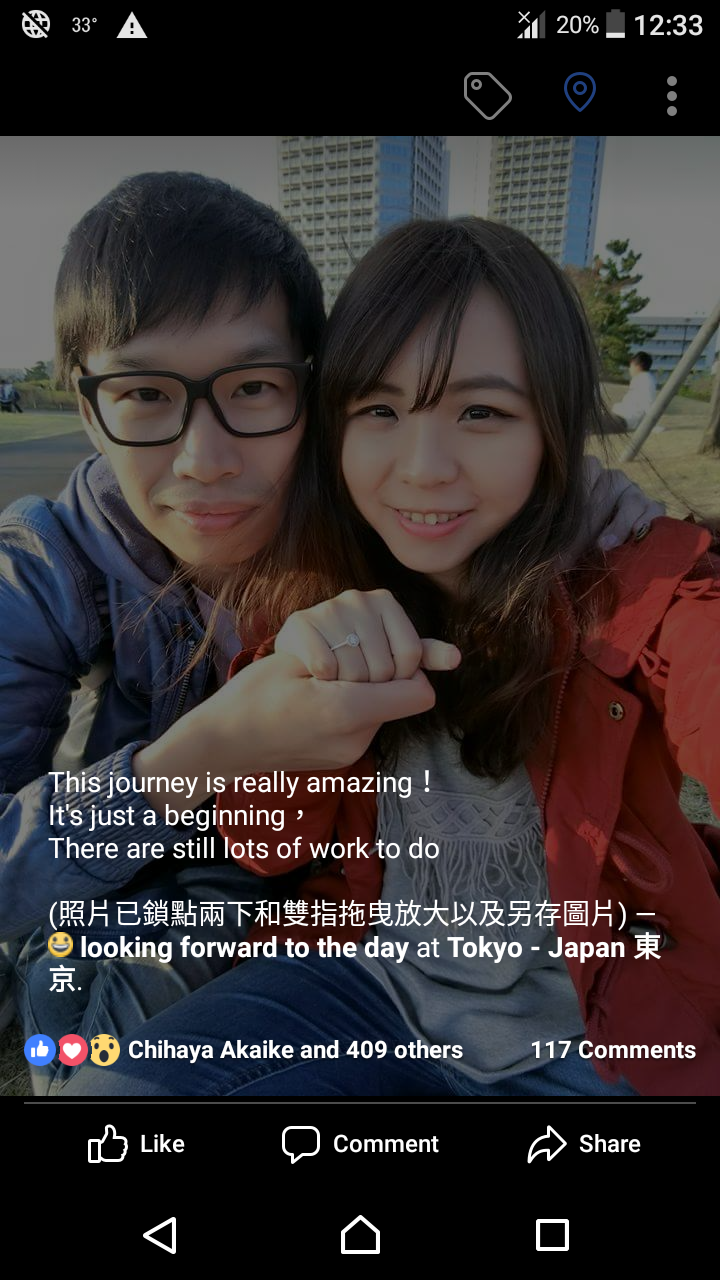 33°
20% 12:33
This journey is really amazing！
It's just a beginning，
There are still lots of work to do
(照片已鎖點兩下和雙指拖曳放大以及另存圖片) —
looking forward to the day at Tokyo - Japan 東
京.
Chihaya Akaike and 409 others 117 Comments
Like Comment Share